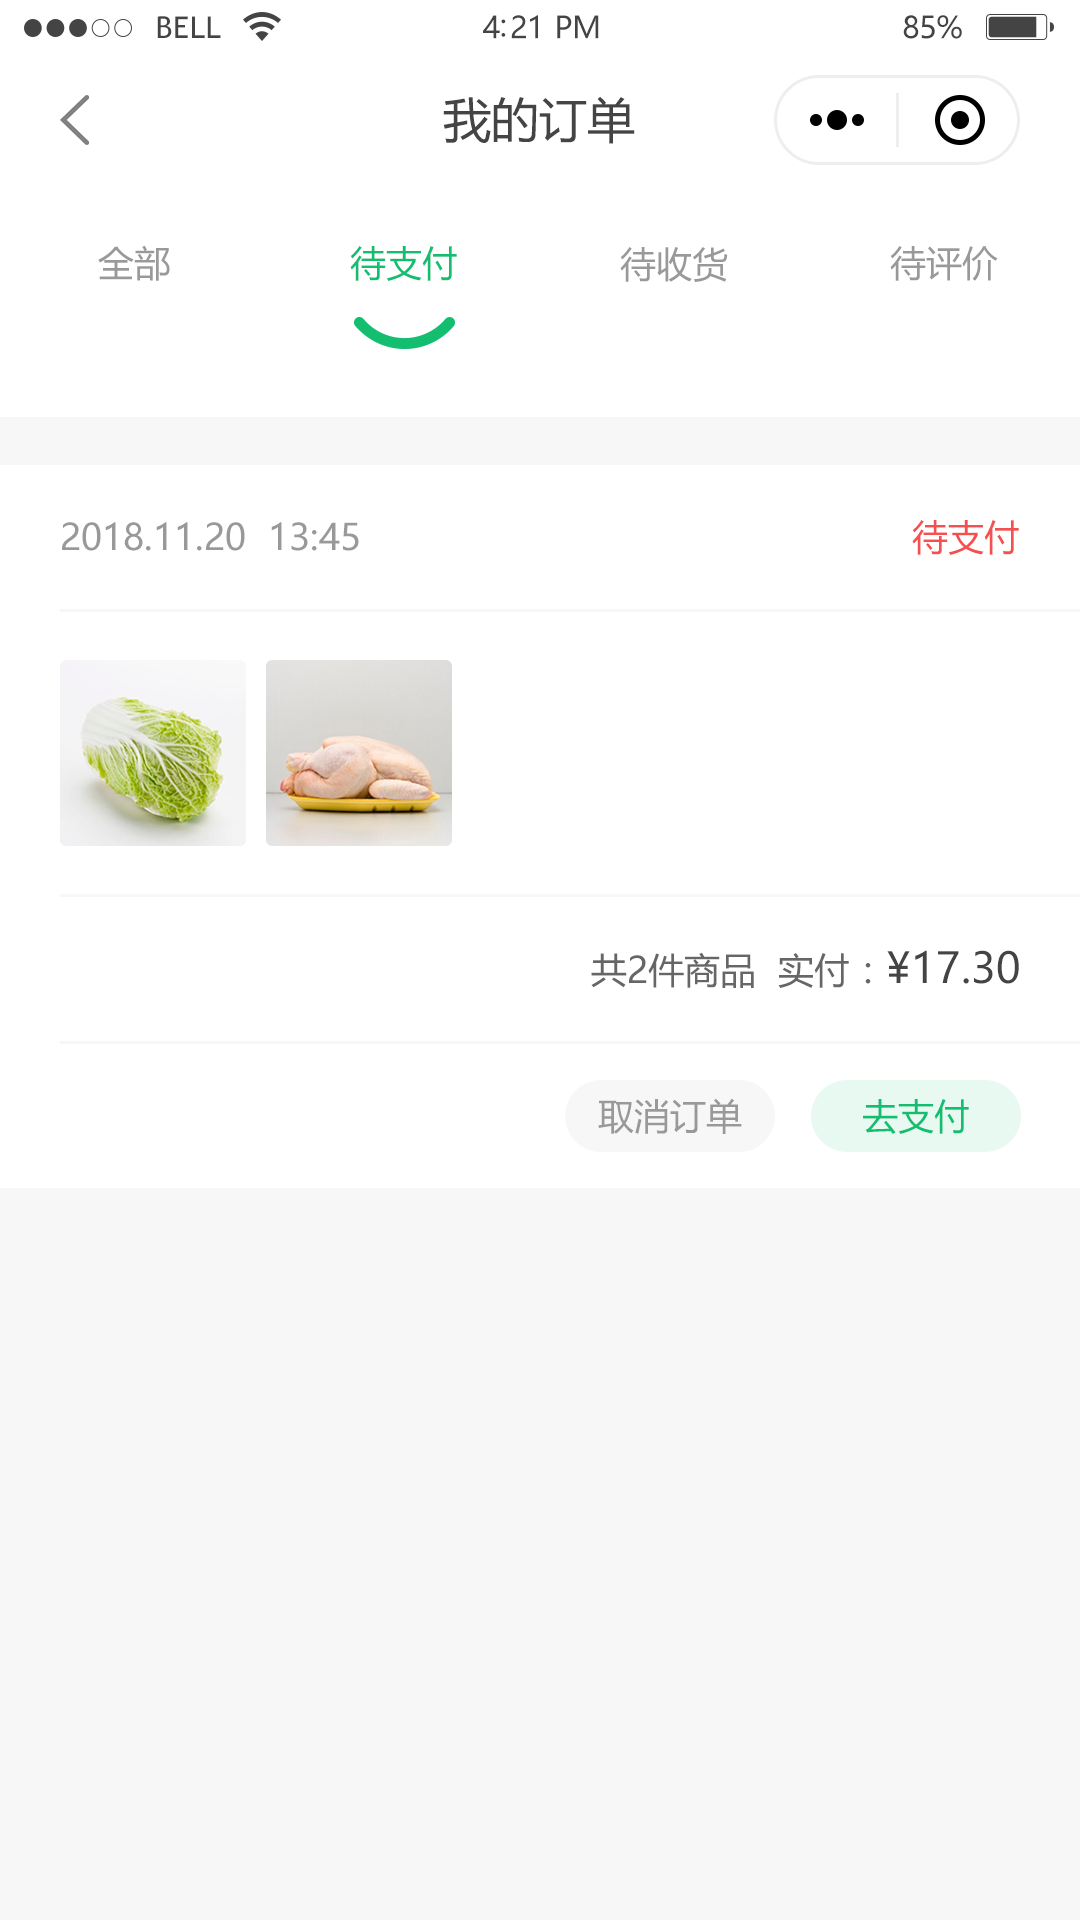 BELL 4:21 PM 85%
我的订单
全部 待支付 待收货 待评价
2018.11.20 13:45 待支付
共2件商品 实付：¥17.30
取消订单 去支付